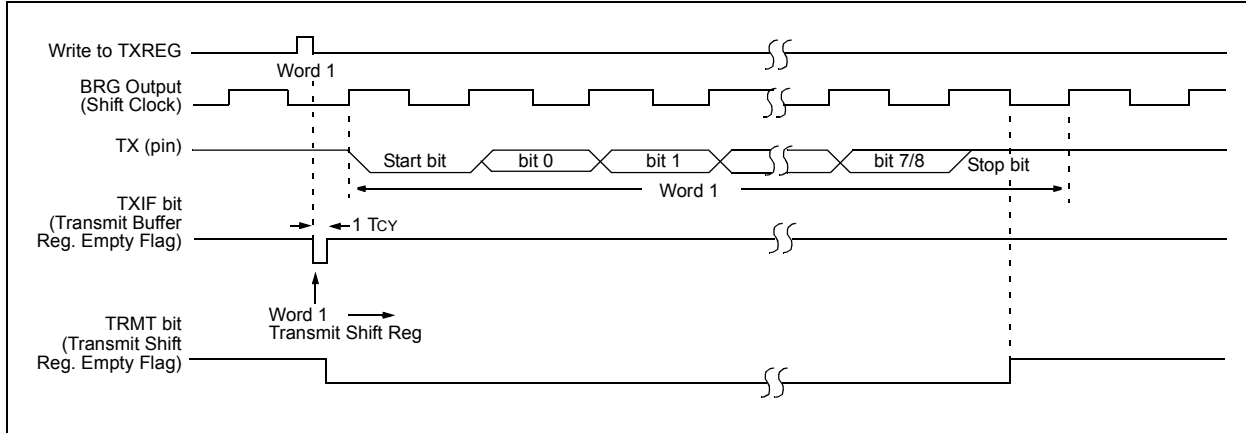 Write to TXREG
Word 1
BRG Output
(Shift Clock)
TX (pin)
Start bit
bit 0
bit 1
bit 7/8
Stop bit
Word 1
TXIF bit
(Transmit Buffer
Reg. Empty Flag)
1 TCY
Word 1
Transmit Shift Reg
TRMT bit
(Transmit Shift
Reg. Empty Flag)